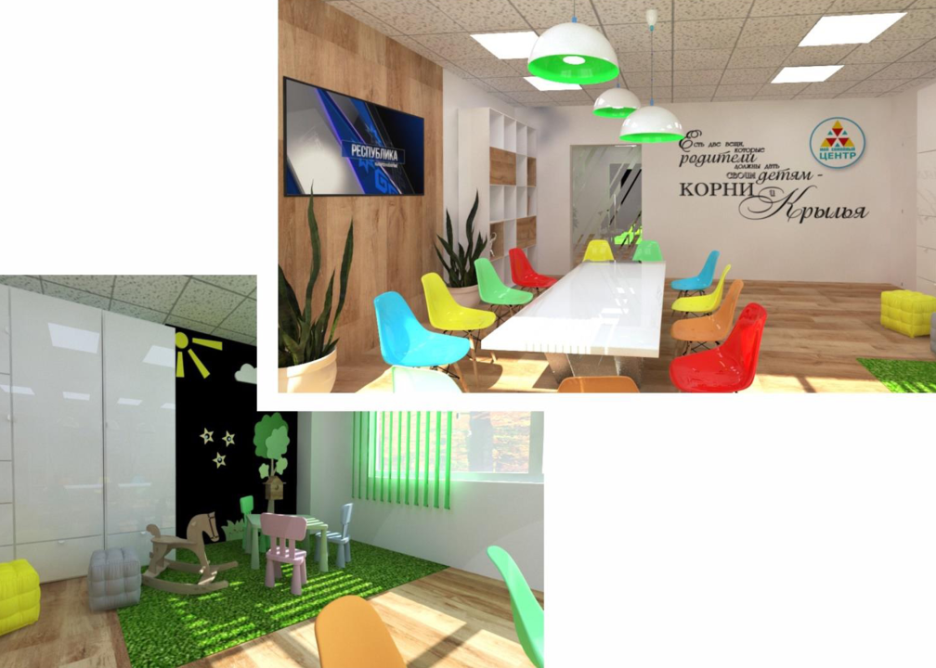 РЕСПУБЛИКА
Есть две вещи,
которые
родители
должны дать
своим детям -
КОРНИ и
Крылья
ЦЕНТР